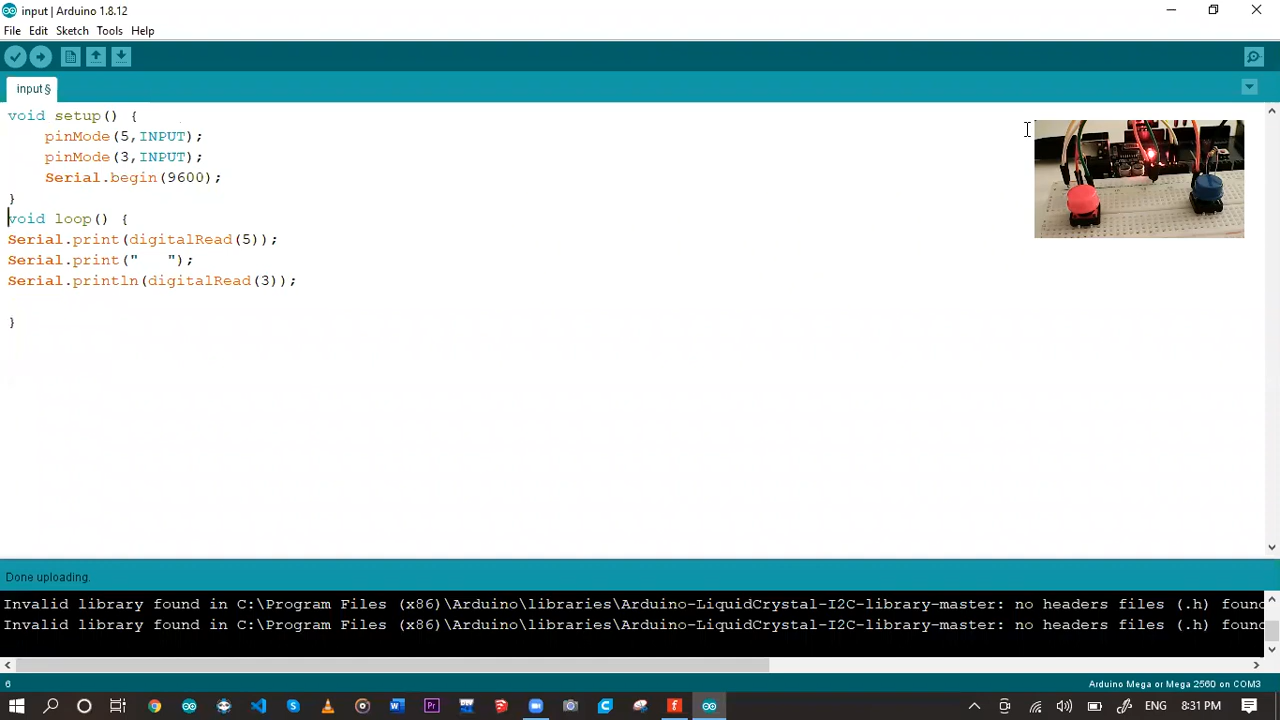 input | Arduino 1.8.12
File Edit Sketch Tools Help
input §
void setup() {
    pinMode(5,INPUT);
    pinMode(3,INPUT);
    Serial.begin(9600);
}
void loop() {
Serial.print(digitalRead(5));
Serial.print("   ");
Serial.println(digitalRead(3));
}
Done uploading.
Invalid library found in C:\Program Files (x86)\Arduino\libraries\Arduino-LiquidCrystal-I2C-library-master: no headers files (.h) found
Invalid library found in C:\Program Files (x86)\Arduino\libraries\Arduino-LiquidCrystal-I2C-library-master: no headers files (.h) found
6 Arduino Mega or Mega 2560 on COM3
ENG 8:31 PM